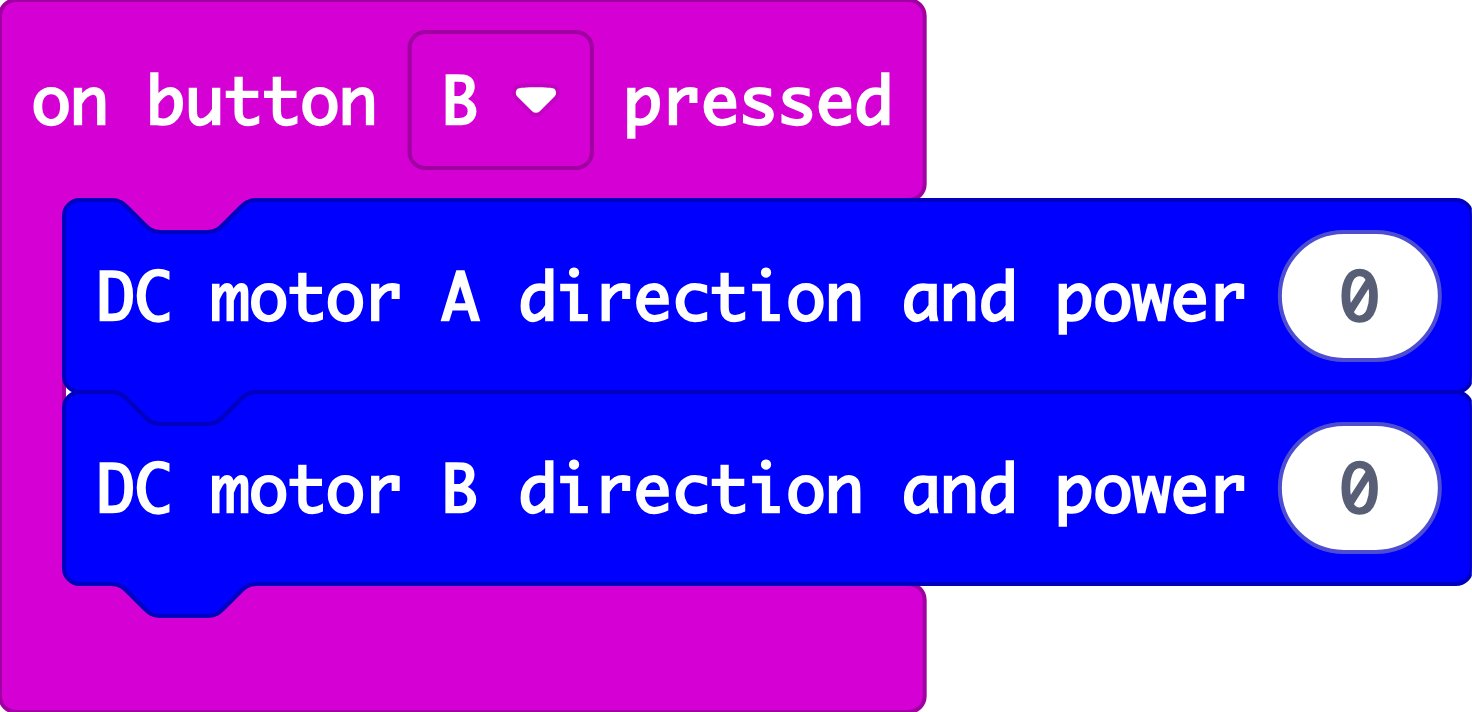 on button B pressed
DC motor A direction and power 0
DC motor B direction and power 0